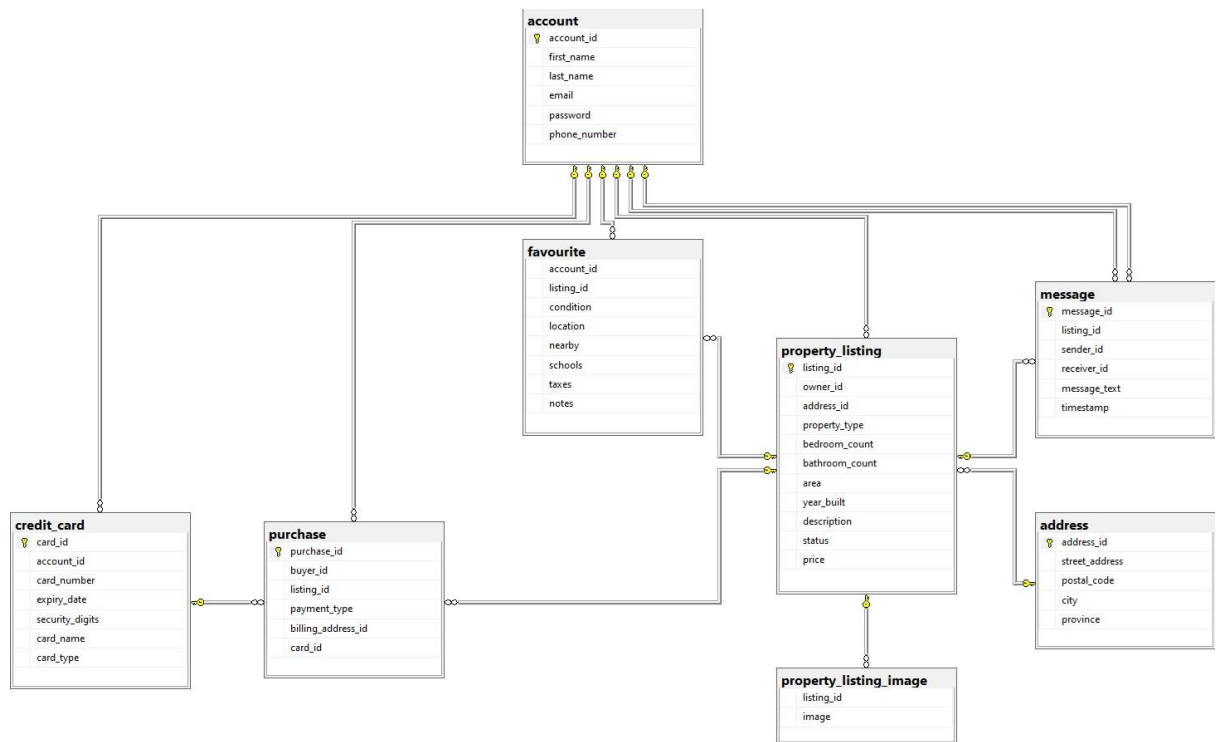 account
account_id
first_name
last_name
email
password
phone_number
favourite
account_id
listing_id
condition
location
nearby
schools
taxes
notes
message
message_id
listing_id
sender_id
receiver_id
message_text
timestamp
property_listing
listing_id
owner_id
address_id
property_type
bedroom_count
bathroom_count
area
year_built
description
status
price
credit_card
card_id
account_id
card_number
expiry_date
security_digits
card_name
card_type
purchase
purchase_id
buyer_id
listing_id
payment_type
billing_address_id
card_id
address
address_id
street_address
postal_code
city
province
property_listing_image
listing_id
image